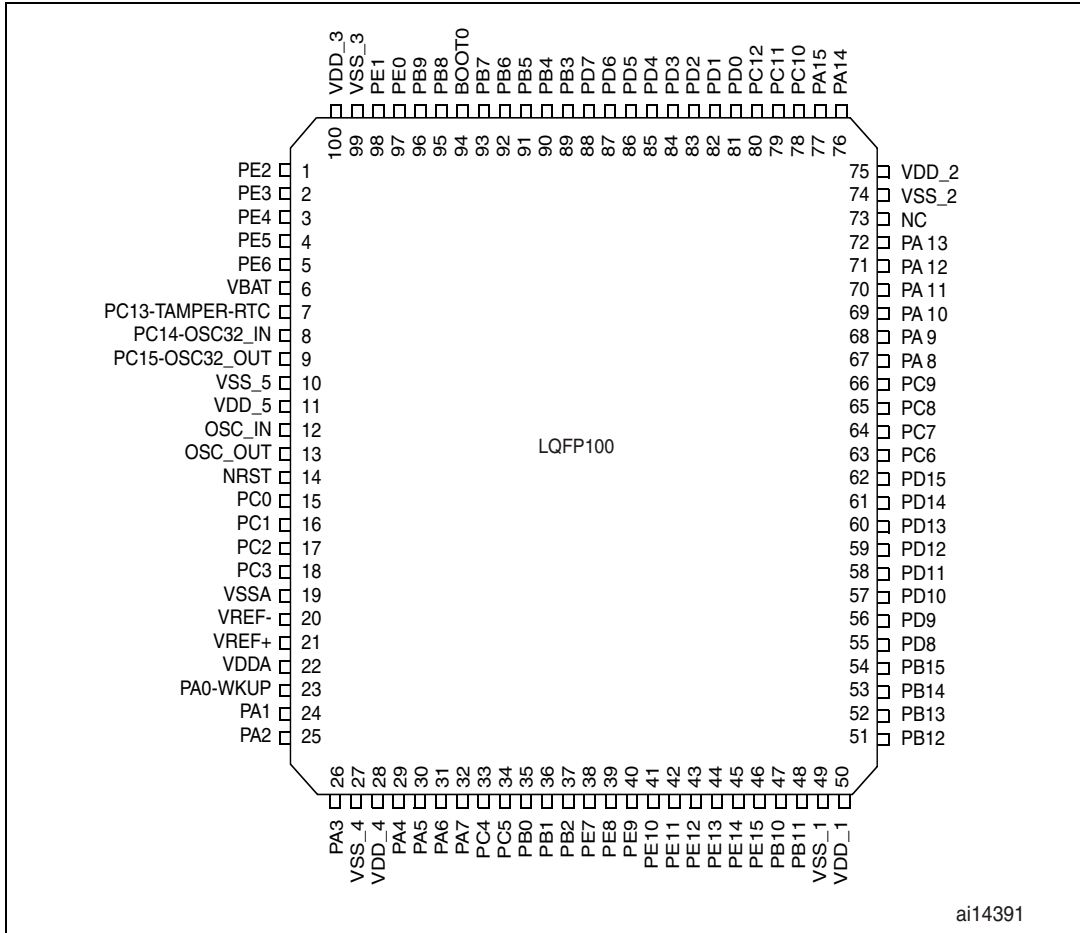 VDD_3 VSS_3 PE1 PE0 PB9 PB8 BOOT0 PB7 PB6 PB5 PB4 PB3 PD7 PD6 PD5 PD4 PD3 PD2 PD1 PD0 PC12 PC11 PC10 PA15 PA14
100 99 98 97 96 95 94 93 92 91 90 89 88 87 86 85 84 83 82 81 80 79 78 77 76
PE2 1 75 VDD_2
PE3 2 74 VSS_2
PE4 3 73 NC
PE5 4 72 PA 13
PE6 5 71 PA 12
VBAT 6 70 PA 11
PC13-TAMPER-RTC 7 69 PA 10
PC14-OSC32_IN 8 68 PA 9
PC15-OSC32_OUT 9 67 PA 8
VSS_5 10 66 PC9
VDD_5 11 65 PC8
OSC_IN 12 64 PC7
OSC_OUT 13 LQFP100 63 PC6
NRST 14 62 PD15
PC0 15 61 PD14
PC1 16 60 PD13
PC2 17 59 PD12
PC3 18 58 PD11
VSSA 19 57 PD10
VREF- 20 56 PD9
VREF+ 21 55 PD8
VDDA 22 54 PB15
PA0-WKUP 23 53 PB14
PA1 24 52 PB13
PA2 25 51 PB12
26 27 28 29 30 31 32 33 34 35 36 37 38 39 40 41 42 43 44 45 46 47 48 49 50
PA3 VSS_4 VDD_4 PA4 PA5 PA6 PA7 PC4 PC5 PB0 PB1 PB2 PE7 PE8 PE9 PE10 PE11 PE12 PE13 PE14 PE15 PB10 PB11 VSS_1 VDD_1
ai14391